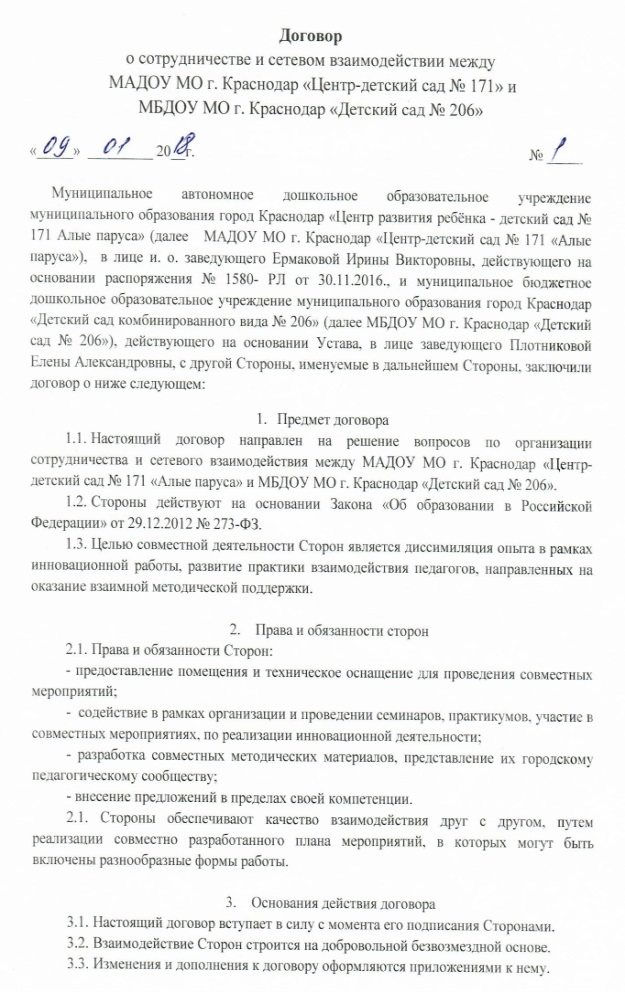 Договор
о сотрудничестве и сетевом взаимодействии между
МАДОУ МО г. Краснодар «Центр-детский сад № 171» и
МБДОУ МО г. Краснодар «Детский сад № 206»
«09» 01 2018г. № 1
Муниципальное автономное дошкольное образовательное учреждение
муниципального образования город Краснодар «Центр развития ребёнка - детский сад №
171 Алые паруса» (далее МАДОУ МО г. Краснодар «Центр-детский сад № 171 «Алые
паруса»), в лице и. о. заведующего Ермаковой Ирины Викторовны, действующего на
основании распоряжения № 1580- РЛ от 30.11.2016., и муниципальное бюджетное
дошкольное образовательное учреждение муниципального образования город Краснодар
«Детский сад комбинированного вида № 206» (далее МБДОУ МО г. Краснодар «Детский
сад № 206»), действующего на основании Устава, в лице заведующего Плотниковой
Елены Александровны, с другой Стороны, именуемые в дальнейшем Стороны, заключили
договор о ниже следующем:
1. Предмет договора
1.1. Настоящий договор направлен на решение вопросов по организации
сотрудничества и сетевого взаимодействия между МАДОУ МО г. Краснодар «Центр-
детский сад № 171 «Алые паруса» и МБДОУ МО г. Краснодар «Детский сад № 206».
1.2. Стороны действуют на основании Закона «Об образовании в Российской
Федерации» от 29.12.2012 № 273-ФЗ.
1.3. Целью совместной деятельности Сторон является диссимиляция опыта в рамках
инновационной работы, развитие практики взаимодействия педагогов, направленных на
оказание взаимной методической поддержки.
2. Права и обязанности сторон
2.1. Права и обязанности Сторон:
- предоставление помещения и техническое оснащение для проведения совместных
мероприятий;
- содействие в рамках организации и проведении семинаров, практикумов, участие в
совместных мероприятиях, по реализации инновационной деятельности;
- разработка совместных методических материалов, представление их городскому
педагогическому сообществу;
- внесение предложений в пределах своей компетенции.
2.1. Стороны обеспечивают качество взаимодействия друг с другом, путем
реализации совместно разработанного плана мероприятий, в которых могут быть
включены разнообразные формы работы.
3. Основания действия договора
3.1. Настоящий договор вступает в силу с момента его подписания Сторонами.
3.2. Взаимодействие Сторон строится на добровольной безвозмездной основе.
3.3. Изменения и дополнения к договору оформляются приложениями к нему.